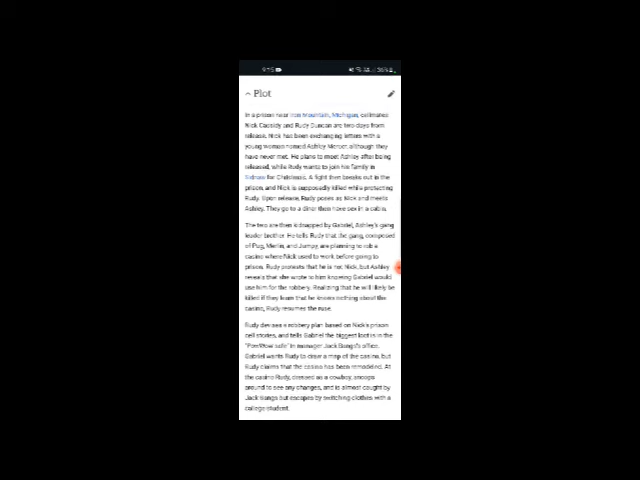 9:15
Plot
In a prison near Iron Mountain, Michigan, cellmates
Nick Cassidy and Rudy Duncan are two days from
release. Nick has been exchanging letters with a
young woman named Ashley Mercer, although they
have never met. He plans to meet Ashley after being
released, while Rudy wants to join his family in
Sidnaw for Christmas. A fight then breaks out in the
prison, and Nick is supposedly killed while protecting
Rudy. Upon release, Rudy poses as Nick and meets
Ashley. They go to a diner then have sex in a cabin.
The two are then kidnapped by Gabriel, Ashley's gang
leader brother. He tells Rudy that the gang, composed
of Pug, Merlin, and Jumpy, are planning to rob a
casino where Nick used to work before going to
prison. Rudy protests that he is not Nick, but Ashley
reveals that she wrote to him knowing Gabriel would
use him for the robbery. Realizing that he will likely be
killed if they learn that he knows nothing about the
casino, Rudy resumes the ruse.
Rudy devises a robbery plan based on Nick's prison
cell stories, and tells Gabriel the biggest loot is in the
"PowWow safe" in manager Jack Bangs's office.
Gabriel wants Rudy to draw a map of the casino, but
Rudy claims that the casino has been remodeled. At
the casino Rudy, dressed as a cowboy, snoops
around to see any changes, and is almost caught by
Jack Bangs but escapes by switching clothes with a
college student.